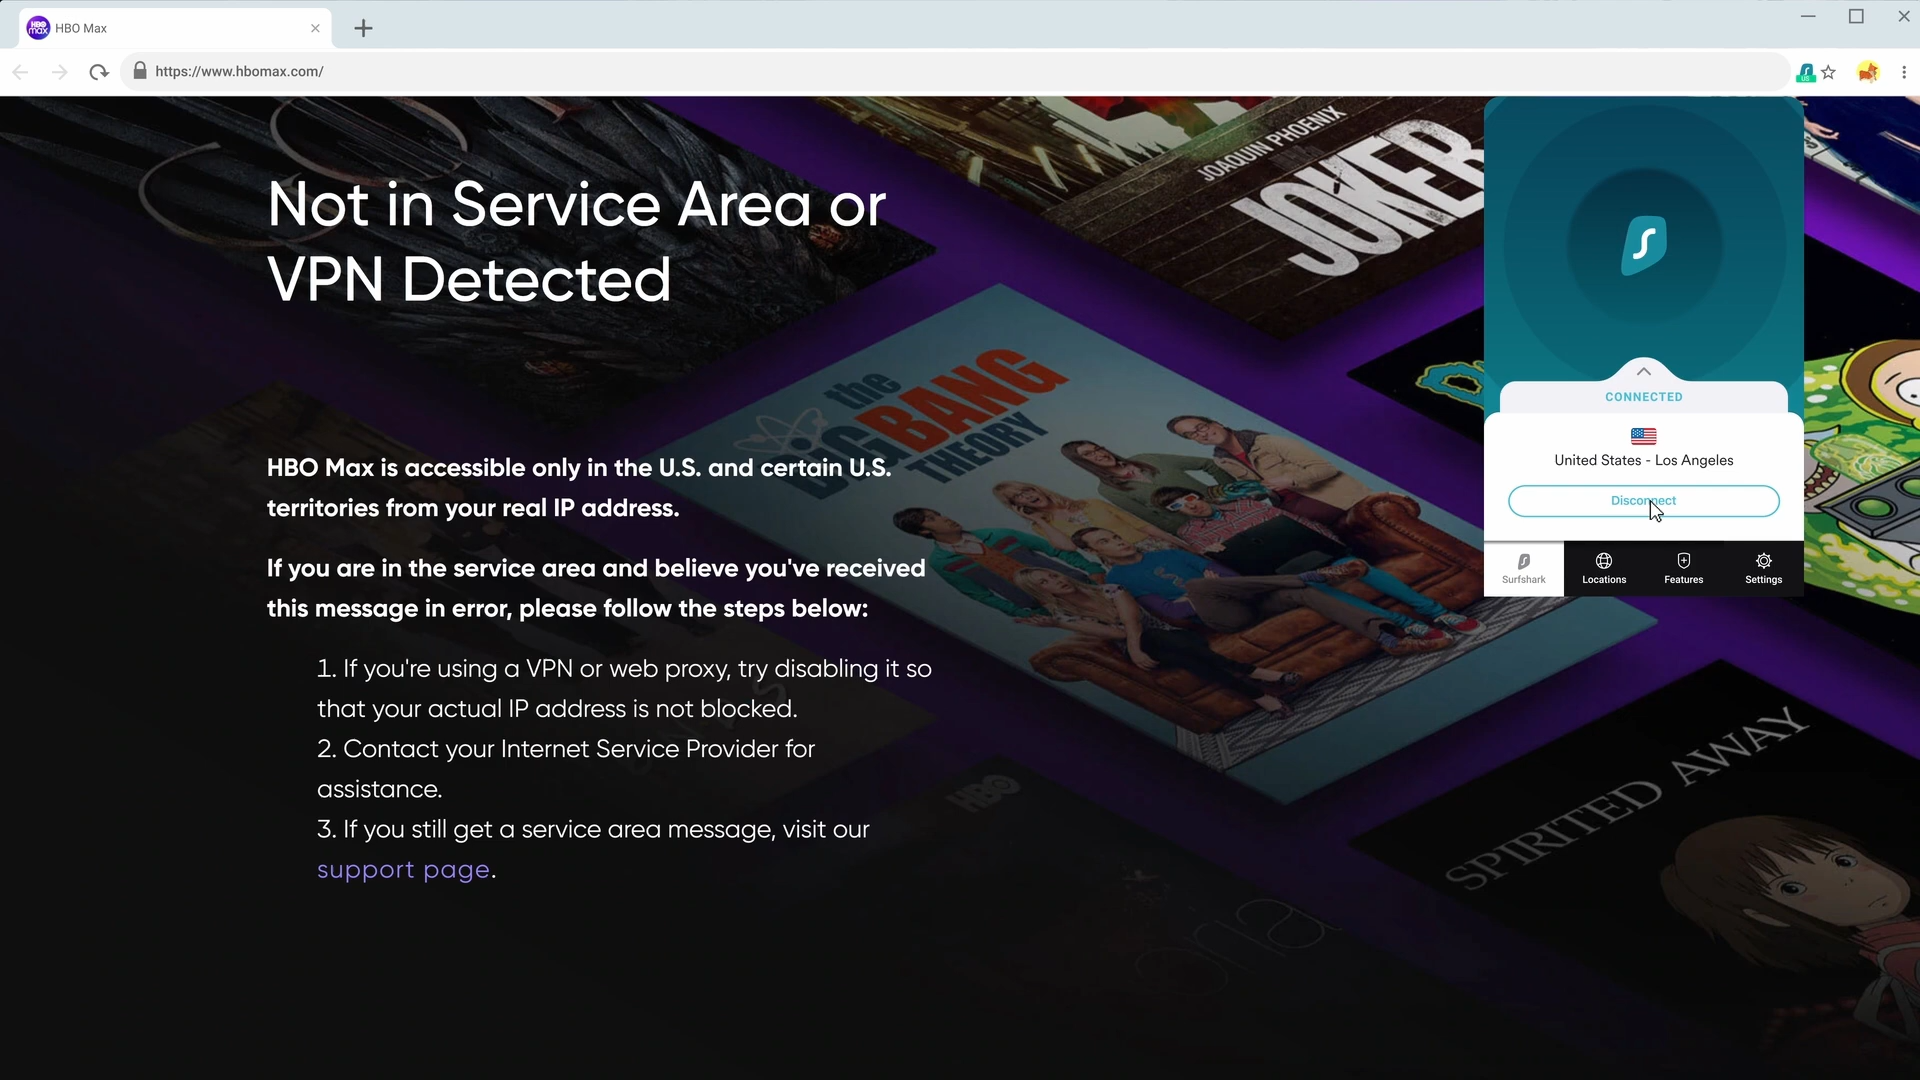 HBO max
HBO Max
https://www.hbomax.com/
US
JOAQUIN PHOENIX
JOKER
Not in Service Area or
VPN Detected
the
BIG BANG
THEORY
CONNECTED
United States - Los Angeles
Disconnect
Surfshark
Locations
Features
Settings
HBO Max is accessible only in the U.S. and certain U.S.
territories from your real IP address.
If you are in the service area and believe you've received
this message in error, please follow the steps below:
1. If you're using a VPN or web proxy, try disabling it so
that your actual IP address is not blocked.
2. Contact your Internet Service Provider for
assistance.
3. If you still get a service area message, visit our
support page.
HBO
SPIRITED AWAY